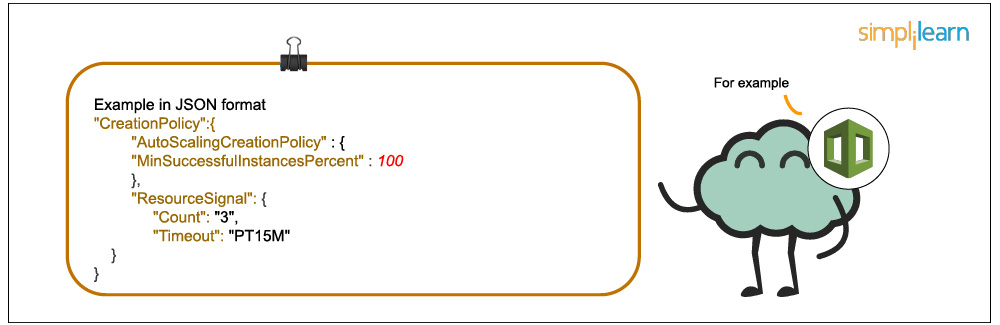 simplilearn
For example
Example in JSON format
"CreationPolicy":{
"AutoScalingCreationPolicy" : {
"MinSuccessfulInstancesPercent" : 100
},
"ResourceSignal": {
"Count": "3",
"Timeout": "PT15M"
}
}